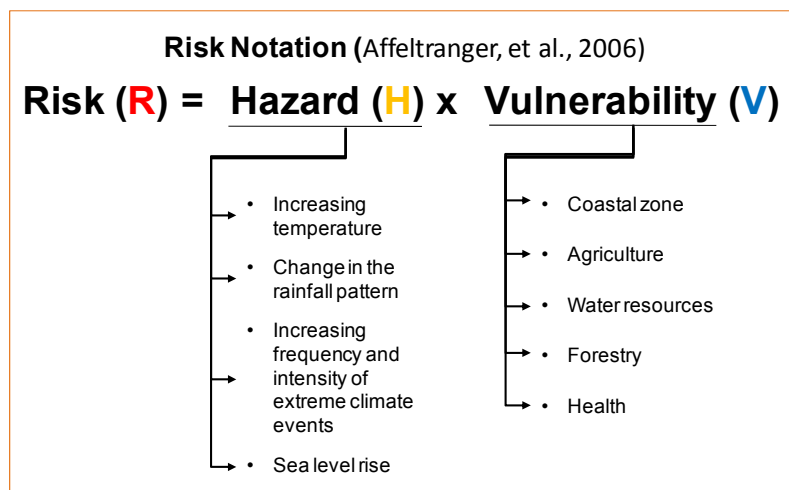 Risk Notation (Affeltranger, et al., 2006)
Risk (R) = Hazard (H) x Vulnerability (V)
• Increasing
temperature
• Change in the
rainfall pattern
• Increasing
frequency and
intensity of
extreme climate
events
• Sea level rise
• Coastal zone
• Agriculture
• Water resources
• Forestry
• Health